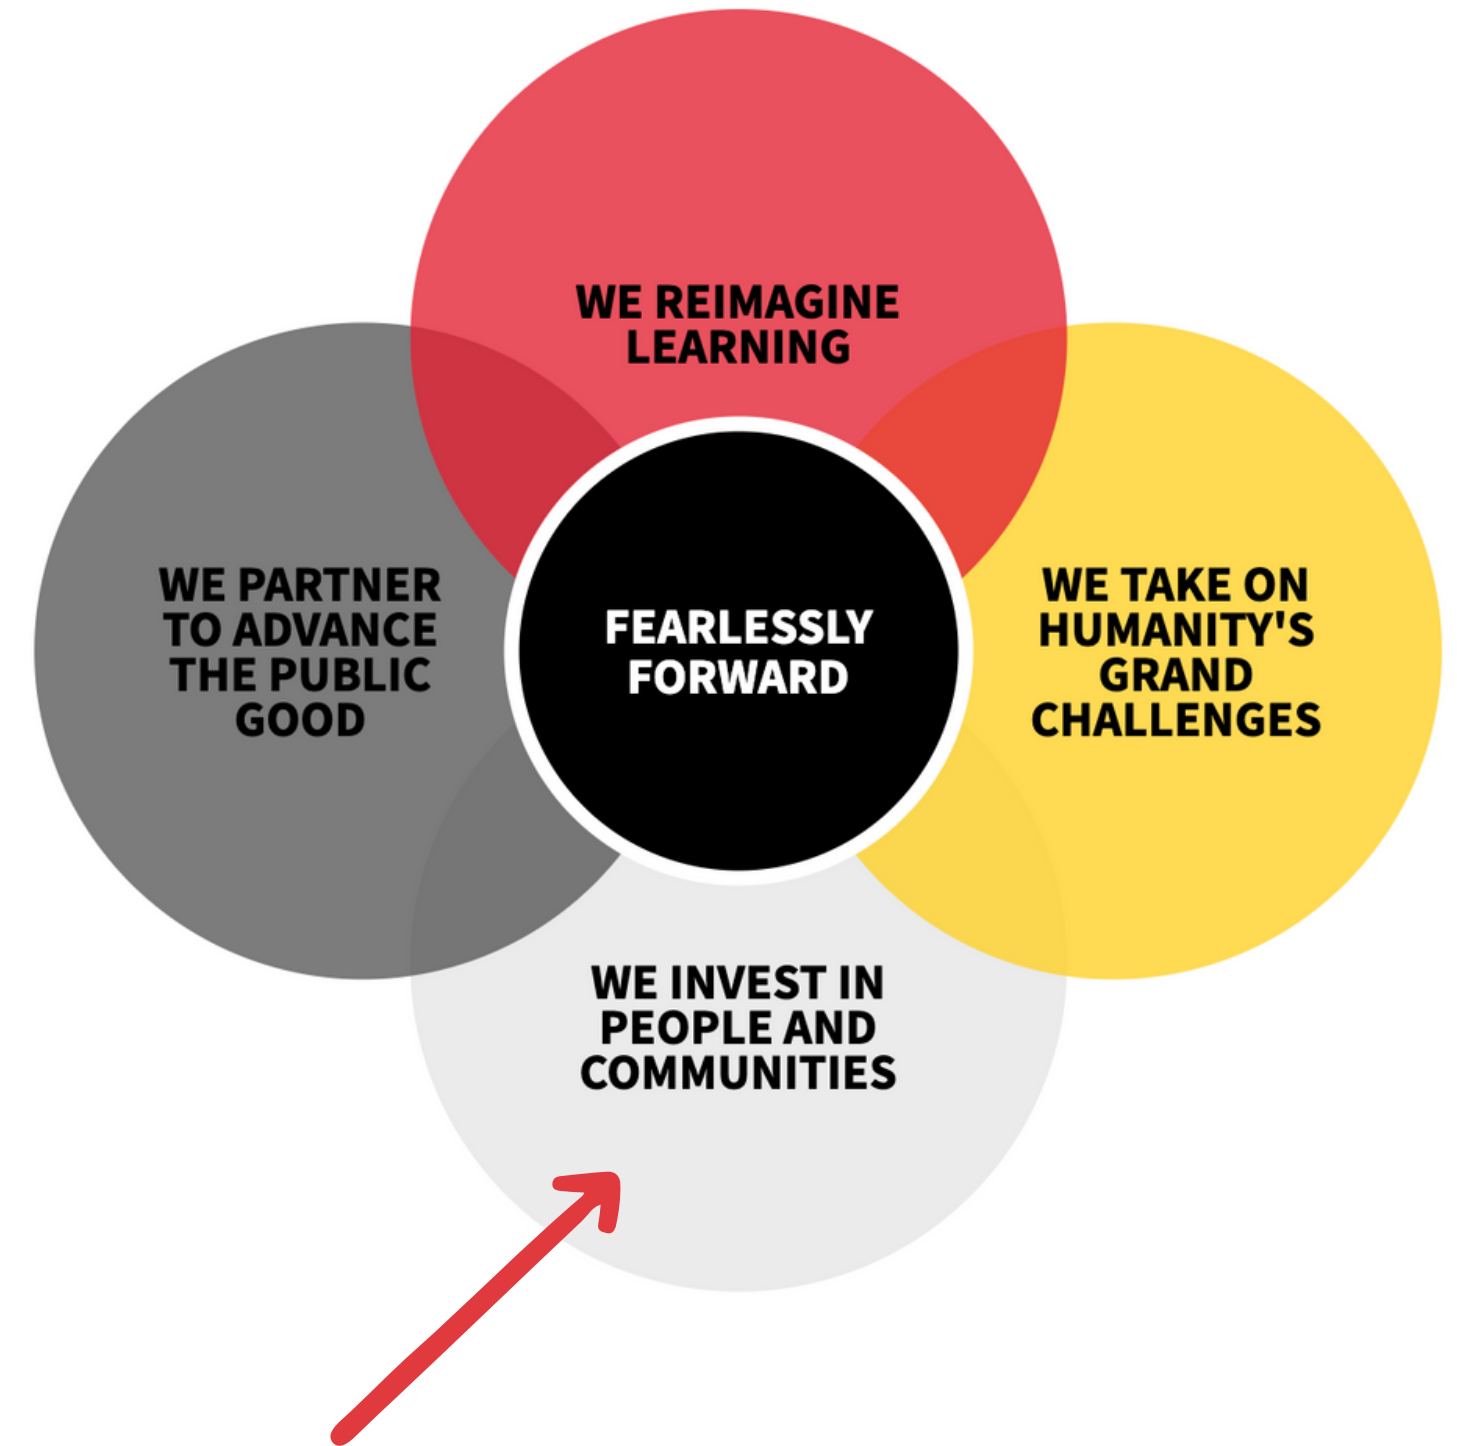 WE REIMAGINE
LEARNING
WE PARTNER
TO ADVANCE
THE PUBLIC
GOOD
FEARLESSLY
FORWARD
WE TAKE ON
HUMANITY'S
GRAND
CHALLENGES
WE INVEST IN
PEOPLE AND
COMMUNITIES